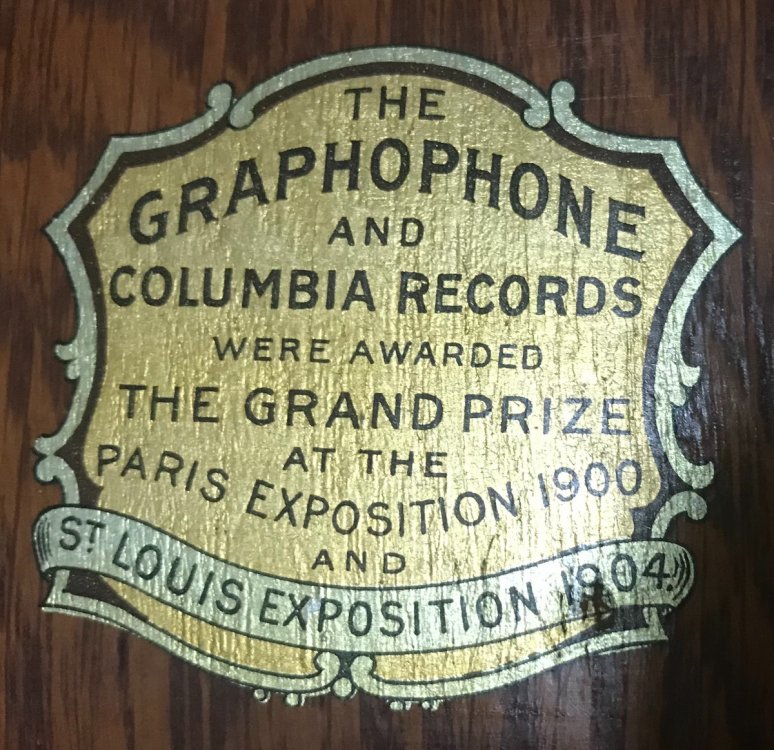 THE
GRAPHOPHONE
AND
COLUMBIA RECORDS
WERE AWARDED
THE GRAND PRIZE
AT THE
PARIS EXPOSITION 1900
AND
ST. LOUIS EXPOSITION 1904.